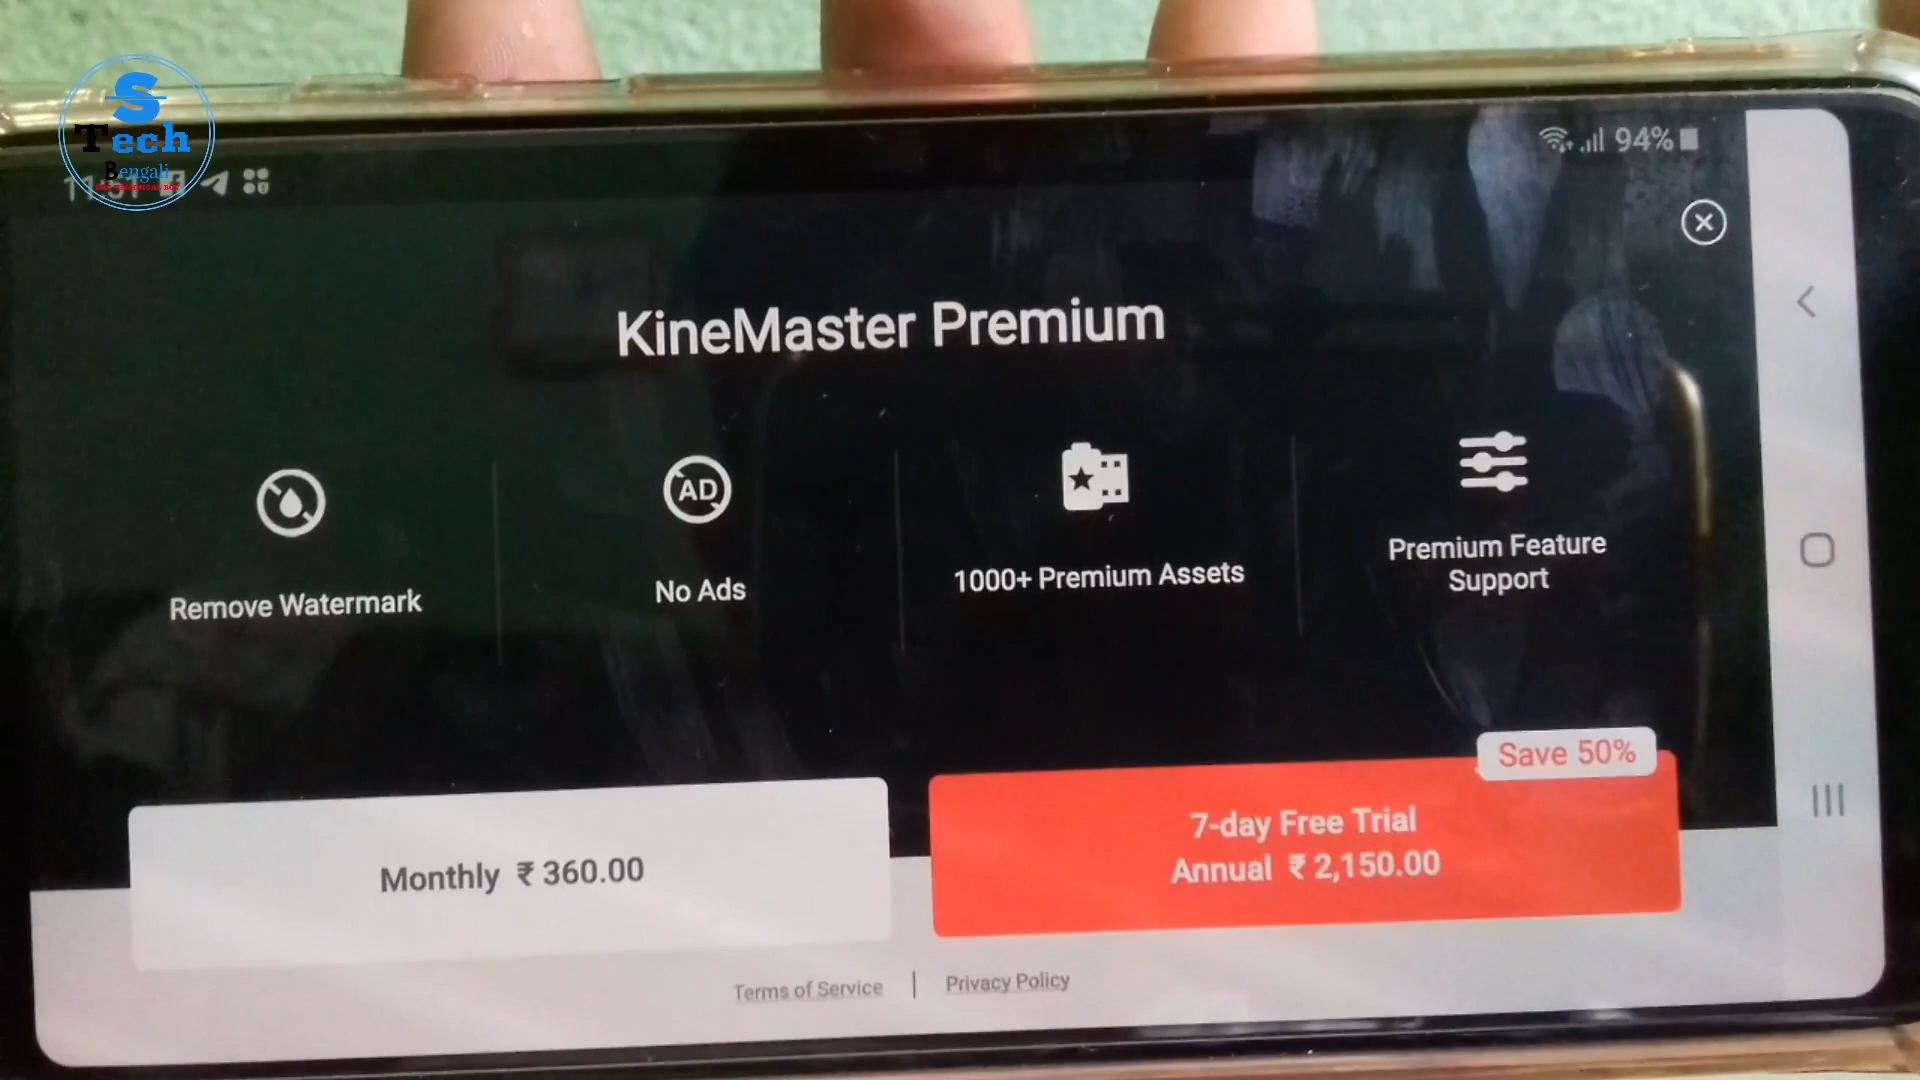 S
Tech
Bengali
94%
KineMaster Premium
Remove Watermark
AD
No Ads
1000+ Premium Assets
Premium Feature
Support
Save 50%
Monthly ₹ 360.00
7-day Free Trial
Annual ₹ 2,150.00
Terms of Service | Privacy Policy